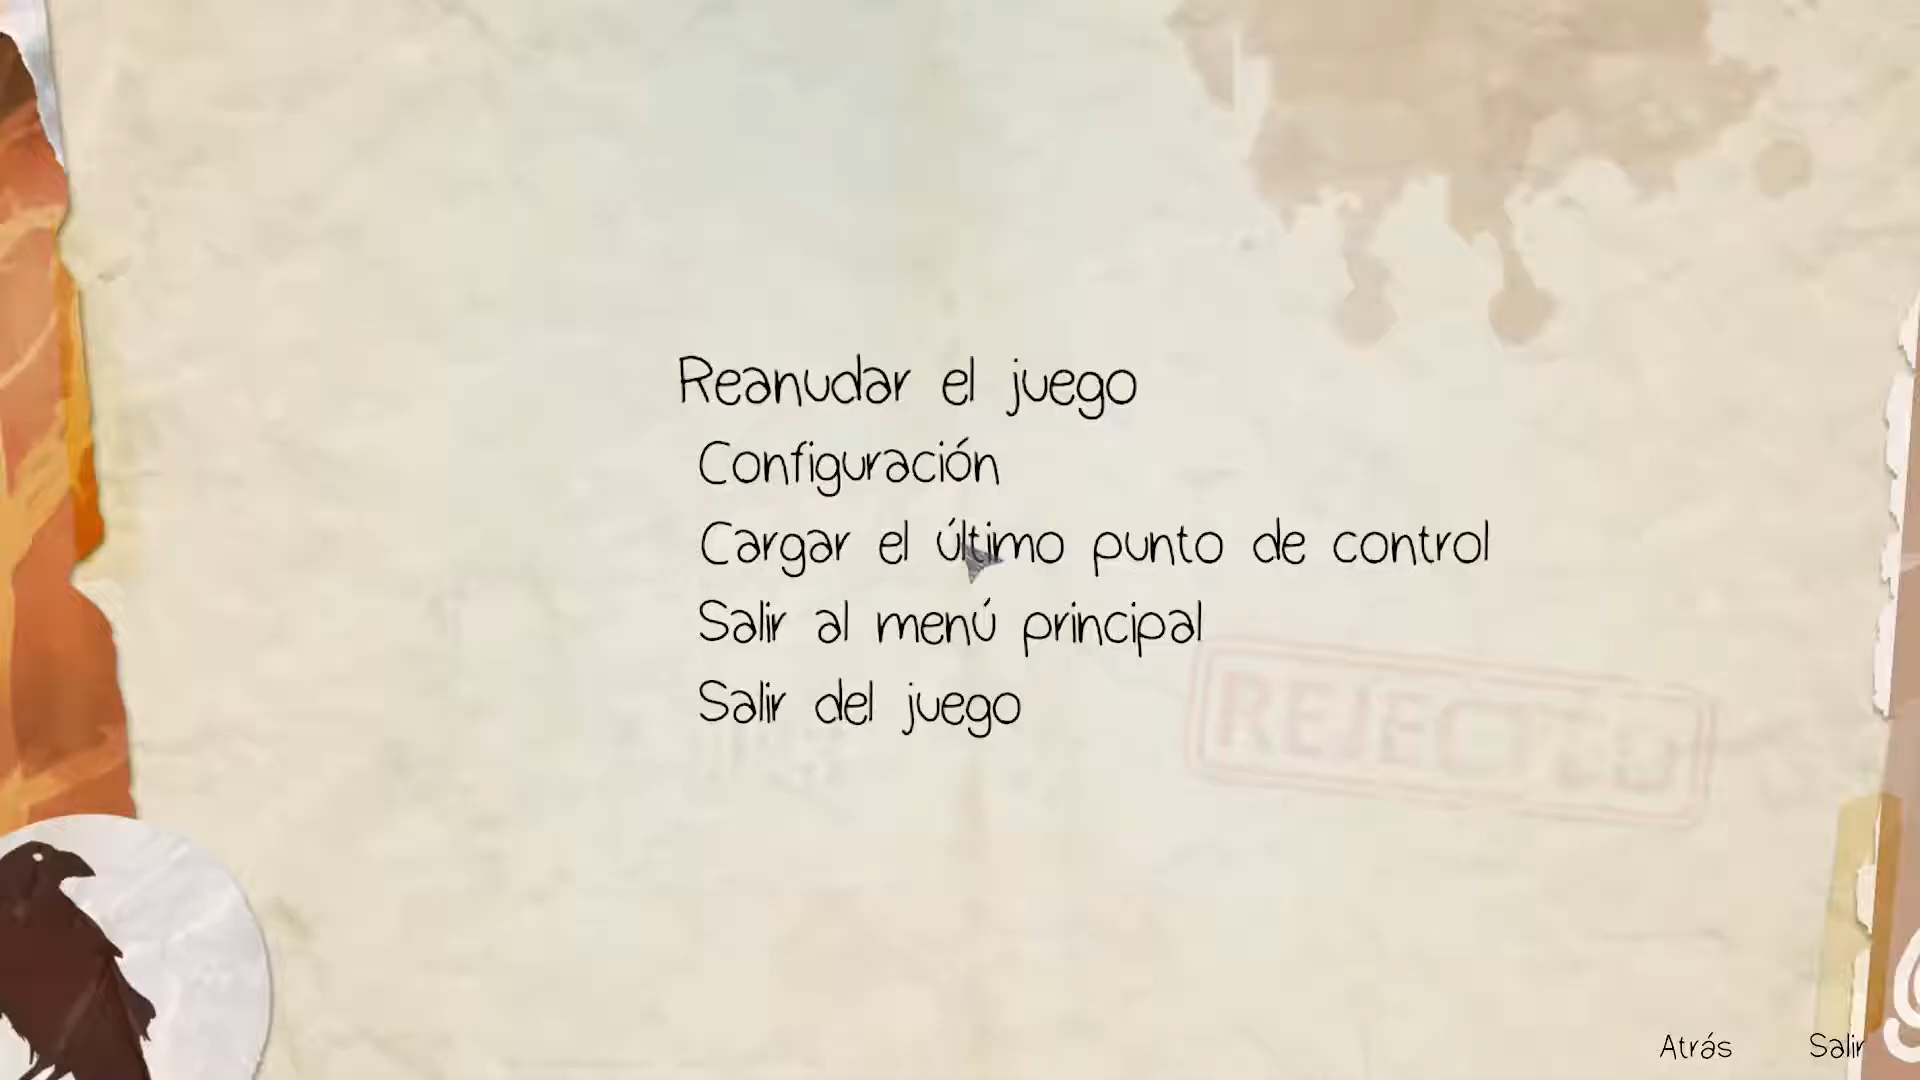 Reanudar el juego
Configuración
Cargar el último punto de control
Salir al menú principal
Salir del juego
REJECTED
Atrás Salir